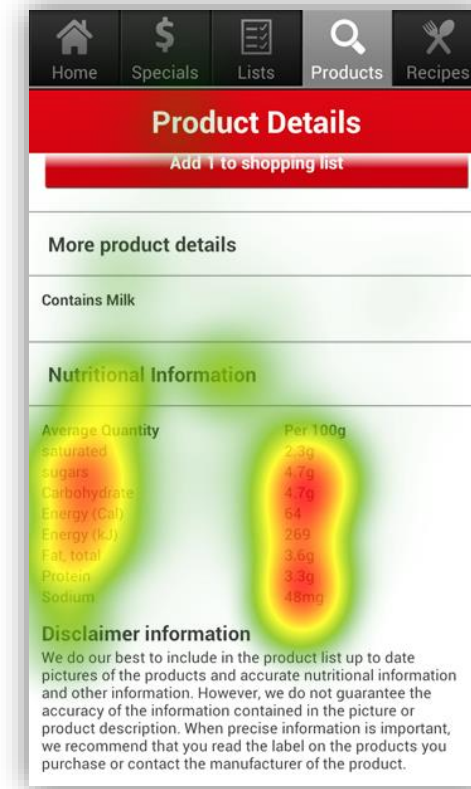 Home Specials Lists Products Recipes
Product Details
Add 1 to shopping list
More product details
Contains Milk
Nutritional Information
Average Quantity Per 100g
saturated 2.3g
sugars 4.7g
Carbohydrate 4.7g
Energy (Cal) 64
Energy (kJ) 269
Fat, total 3.6g
Protein 3.3g
Sodium 48mg
Disclaimer information
We do our best to include in the product list up to date
pictures of the products and accurate nutritional information
and other information. However, we do not guarantee the
accuracy of the information contained in the picture or
product description. When precise information is important,
we recommend that you read the label on the products you
purchase or contact the manufacturer of the product.